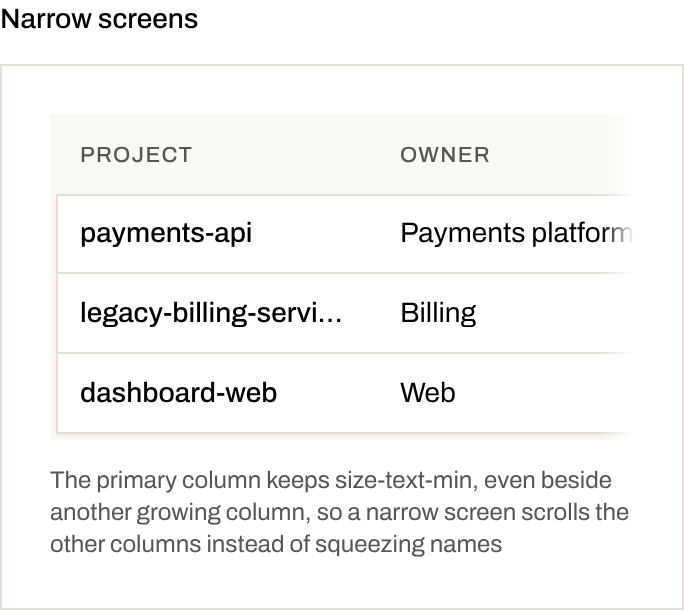 Narrow screens
PROJECT OWNER
payments-api Payments platform
legacy-billing-servi… Billing
dashboard-web Web
The primary column keeps size-text-min, even beside
another growing column, so a narrow screen scrolls the
other columns instead of squeezing names